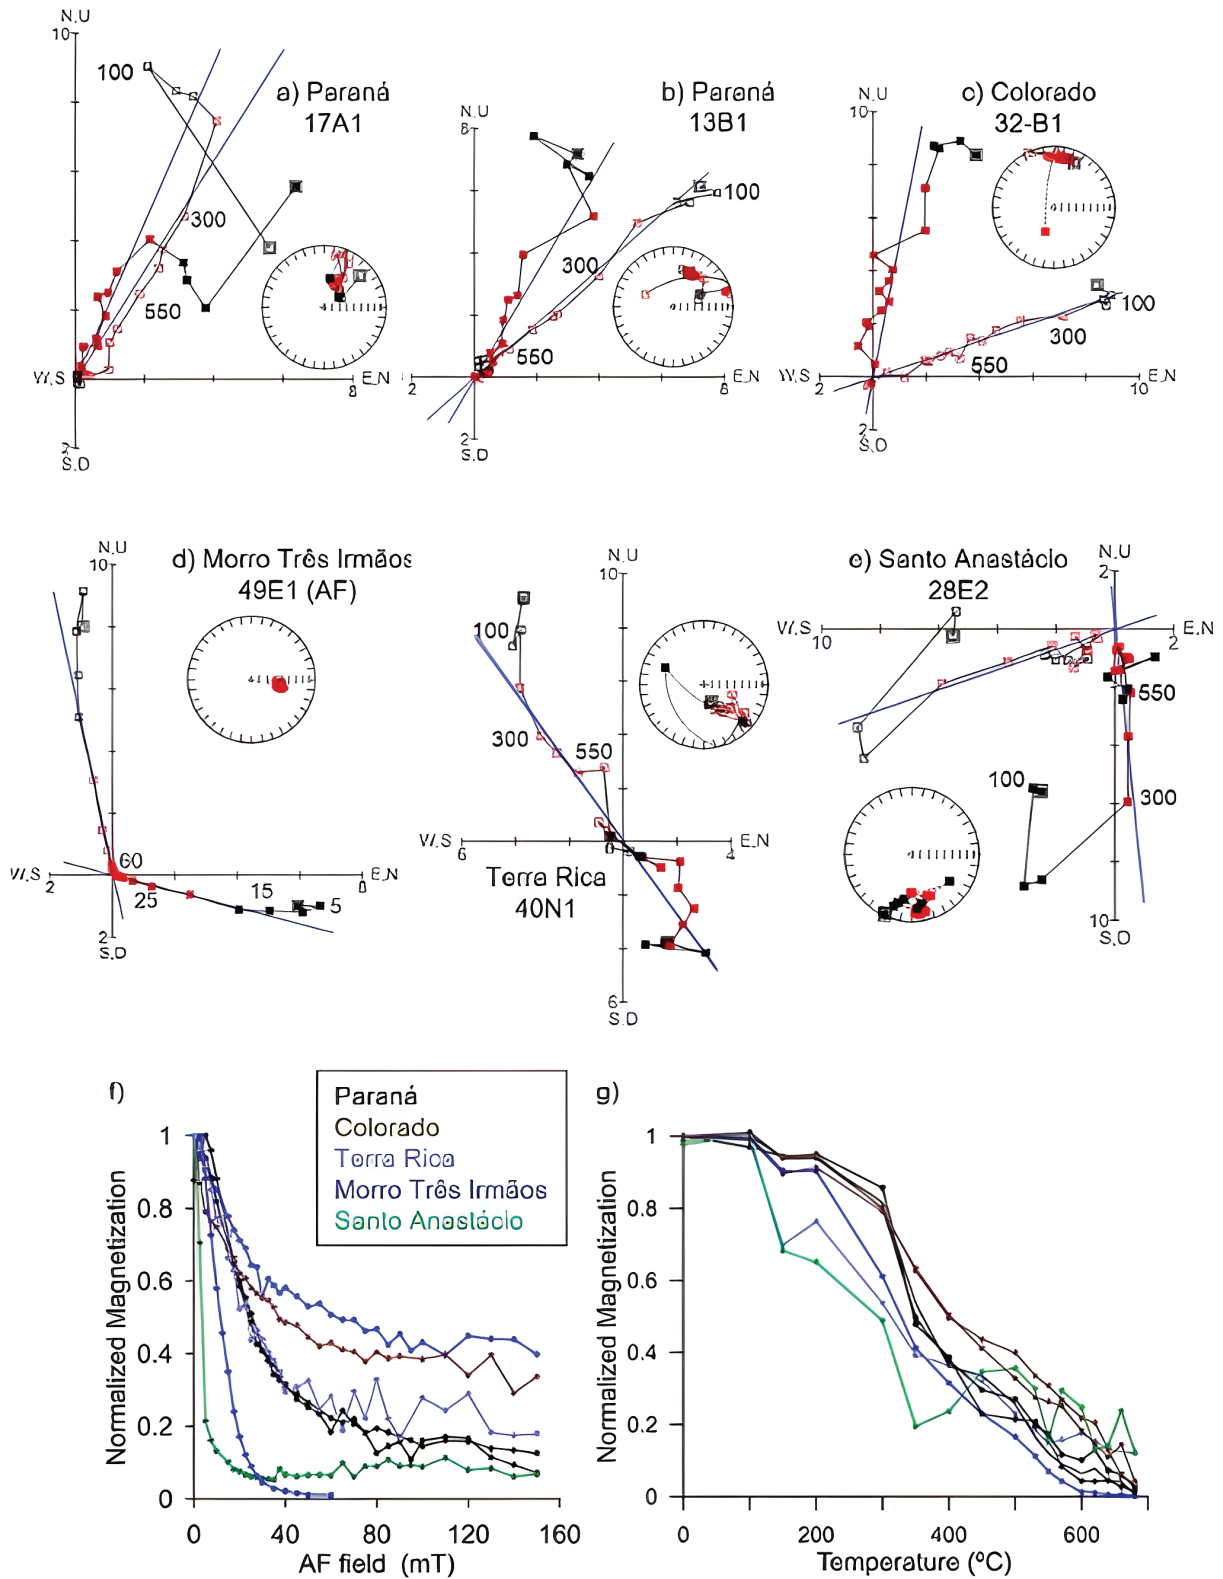 N.U
10
100
a) Paraná
17A1
300
550
W.S
E.N
8
2
S.D
N.U
8
b) Paraná
13B1
100
300
550
2
8
2
S.D
c) Colorado
32-B1
N.U
10
100
300
550
W.S
2
E.N
10
2
S.D
d) Morro Três Irmãos
49E1 (AF)
N.U
10
60
W.S
2
25
15
5
E.N
8
2
S.D
N.U
10
100
300
550
W.S
6
E.N
4
Terra Rica
40N1
6
S.D
e) Santo Anastácio
28E2
N.U
2
W.S
10
E.N
2
550
100
300
10
S.D
f)
Paraná
Colorado
Terra Rica
Morro Três Irmãos
Santo Anastácio
Normalized Magnetization
1
0.8
0.6
0.4
0.2
0
0 40 80 120 160
AF field (mT)
g)
Normalized Magnetization
1
0.8
0.6
0.4
0.2
0
0 200 400 600
Temperature (ºC)